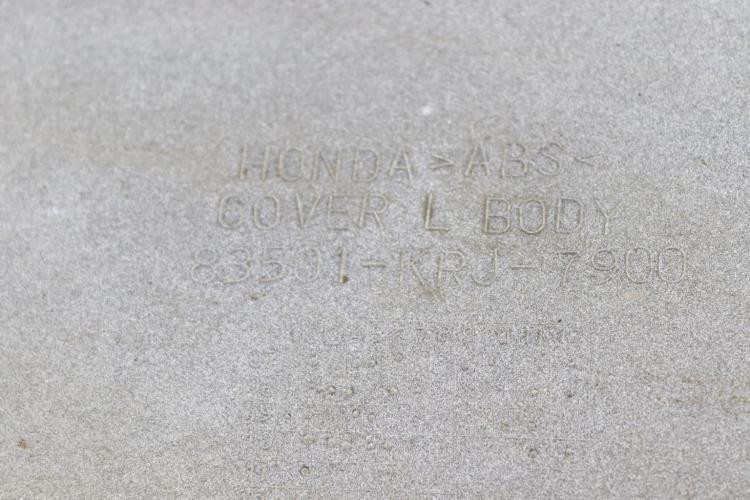 HONDA >ABS<
COVER L BODY
83501-KRJ-7900